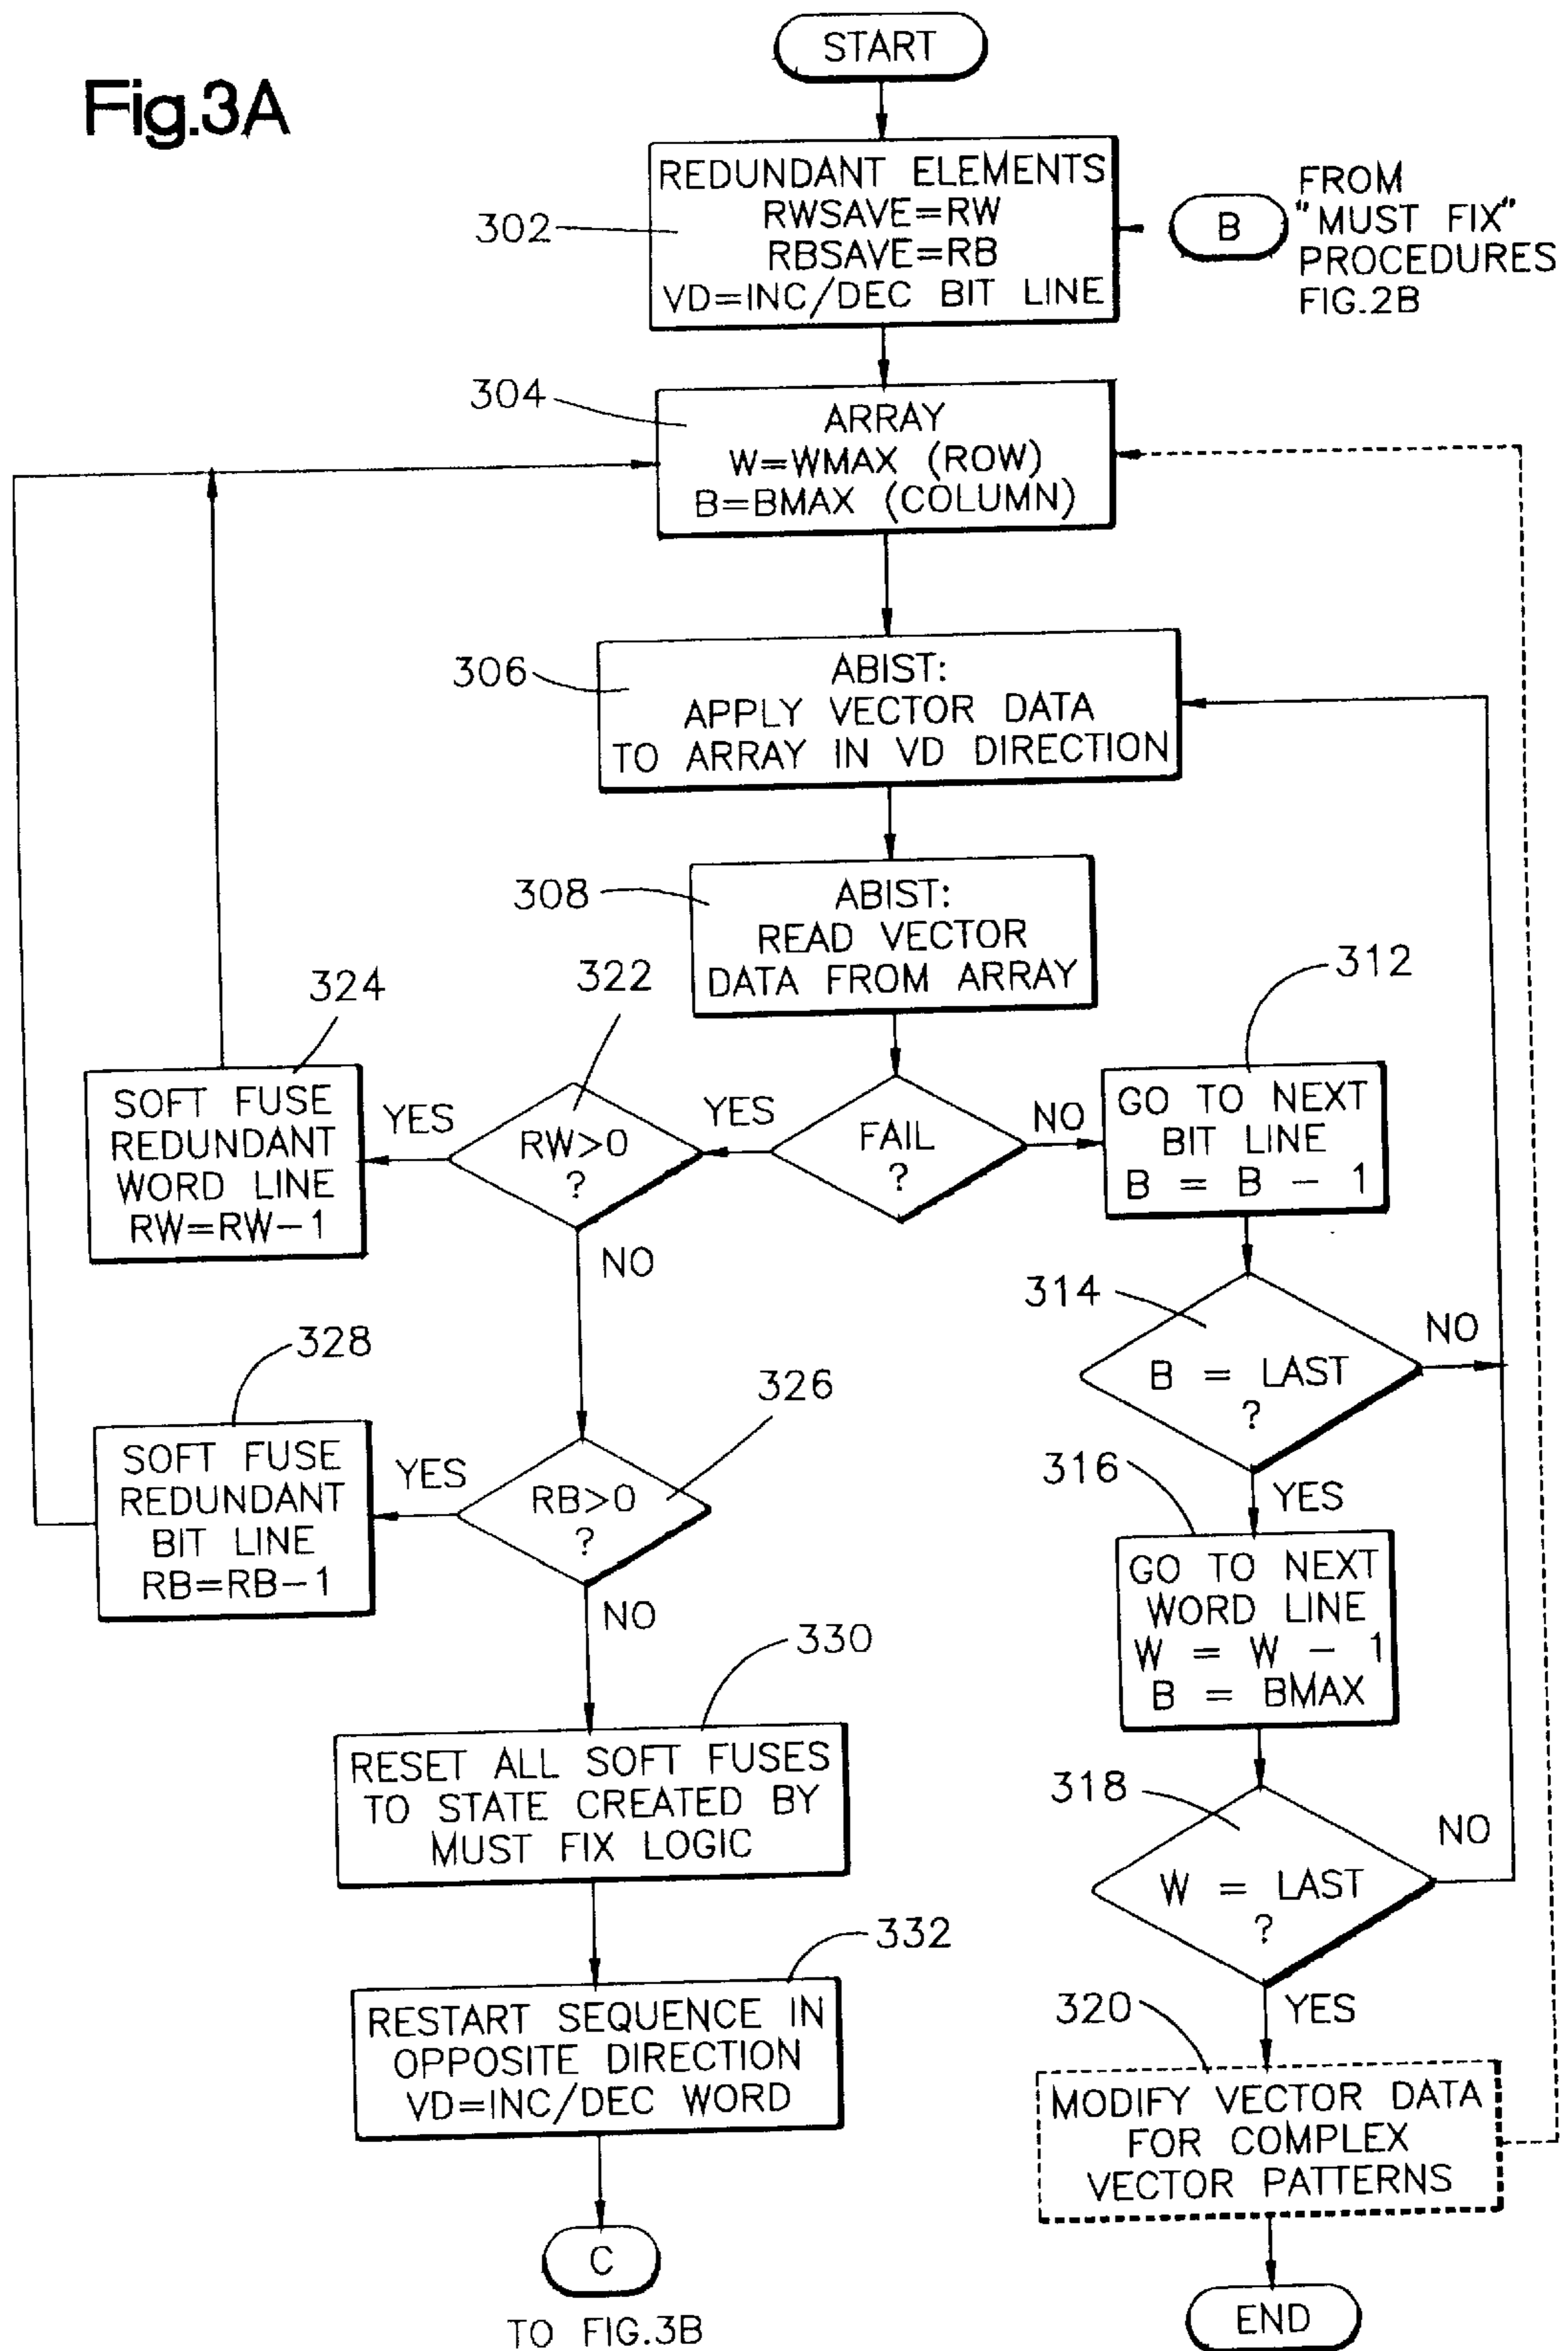 Fig.3A
START
REDUNDANT ELEMENTS
RWSAVE=RW
RBSAVE=RB
VD=INC/DEC BIT LINE
302
B
FROM
"MUST FIX"
PROCEDURES
FIG.2B
304
ARRAY
W=WMAX (ROW)
B=BMAX (COLUMN)
306
ABIST:
APPLY VECTOR DATA
TO ARRAY IN VD DIRECTION
308
ABIST:
READ VECTOR
DATA FROM ARRAY
312
322
324
SOFT FUSE
REDUNDANT
WORD LINE
RW=RW-1
YES
RW>0
?
YES
FAIL
?
NO
GO TO NEXT
BIT LINE
B = B - 1
NO
314
B = LAST
?
NO
328
326
SOFT FUSE
REDUNDANT
BIT LINE
RB=RB-1
YES
RB>0
?
316
YES
GO TO NEXT
WORD LINE
W = W - 1
B = BMAX
NO
330
RESET ALL SOFT FUSES
TO STATE CREATED BY
MUST FIX LOGIC
318
W = LAST
?
NO
332
RESTART SEQUENCE IN
OPPOSITE DIRECTION
VD=INC/DEC WORD
320
YES
MODIFY VECTOR DATA
FOR COMPLEX
VECTOR PATTERNS
C
TO FIG.3B
END